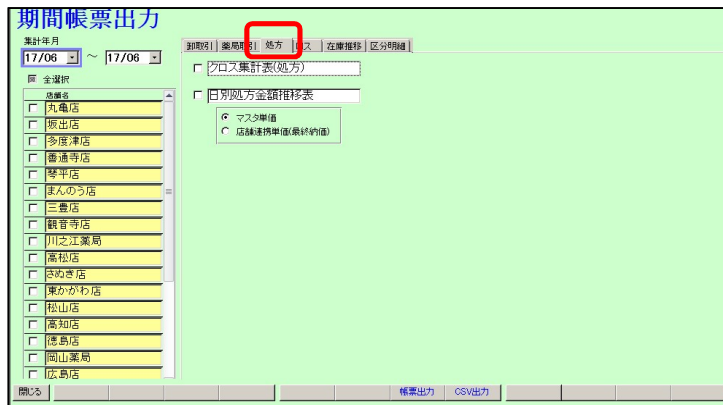 期間帳票出力
集計年月
17/06 ～ 17/06
全選択
店舗名
丸亀店
坂出店
多度津店
善通寺店
琴平店
まんのう店
三豊店
観音寺店
川之江薬局
高松店
さぬき店
東かがわ店
松山店
高知店
徳島店
岡山薬局
広島店
卸取引 薬局取引 処方 ロス 在庫推移 区分明細
クロス集計表(処方)
日別処方金額推移表
マスタ単価
店舗連携単価(最終納価)
閉じる 帳票出力 CSV出力